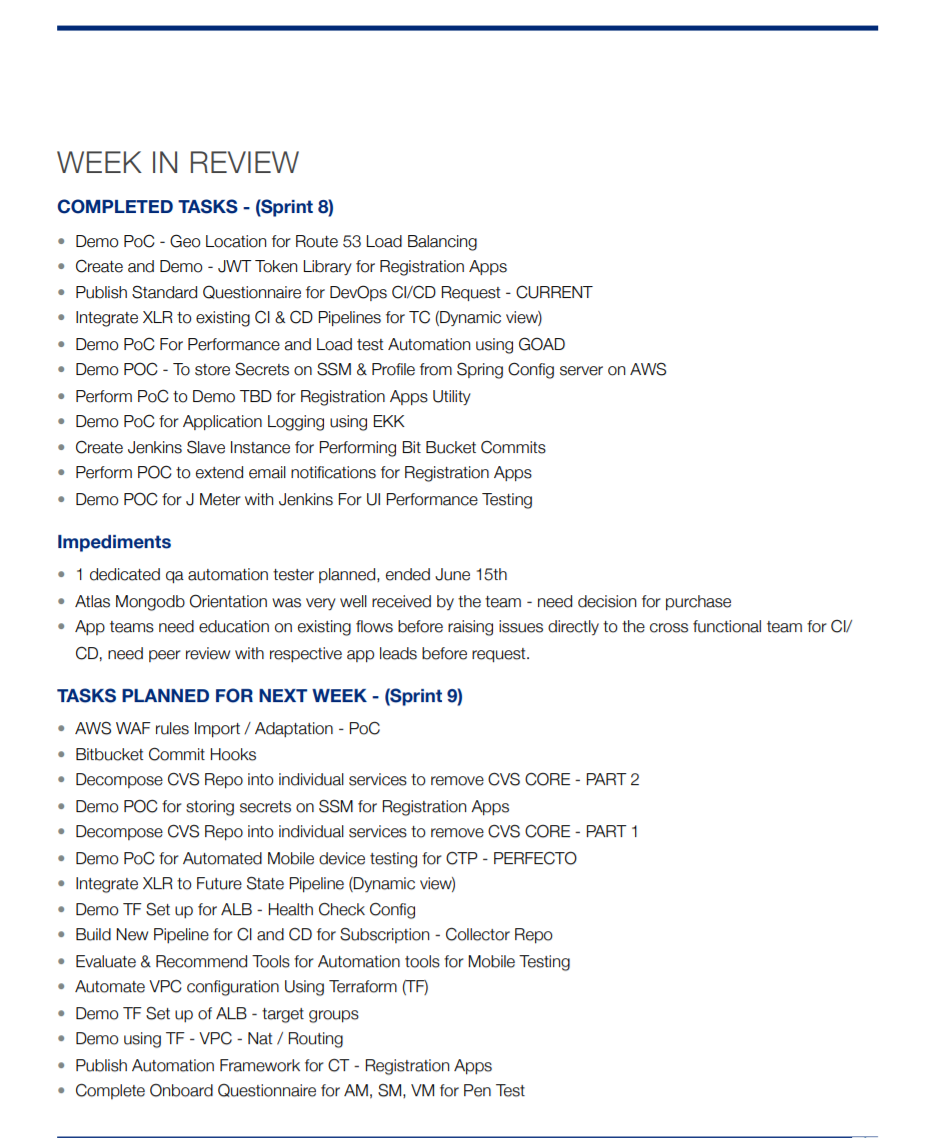 WEEK IN REVIEW
COMPLETED TASKS - (Sprint 8)
• Demo PoC - Geo Location for Route 53 Load Balancing
• Create and Demo - JWT Token Library for Registration Apps
• Publish Standard Questionnaire for DevOps CI/CD Request - CURRENT
• Integrate XLR to existing CI & CD Pipelines for TC (Dynamic view)
• Demo PoC For Performance and Load test Automation using GOAD
• Demo POC - To store Secrets on SSM & Profile from Spring Config server on AWS
• Perform PoC to Demo TBD for Registration Apps Utility
• Demo PoC for Application Logging using EKK
• Create Jenkins Slave Instance for Performing Bit Bucket Commits
• Perform POC to extend email notifications for Registration Apps
• Demo POC for J Meter with Jenkins For UI Performance Testing
Impediments
• 1 dedicated qa automation tester planned, ended June 15th
• Atlas Mongodb Orientation was very well received by the team - need decision for purchase
• App teams need education on existing flows before raising issues directly to the cross functional team for CI/
CD, need peer review with respective app leads before request.
TASKS PLANNED FOR NEXT WEEK - (Sprint 9)
• AWS WAF rules Import / Adaptation - PoC
• Bitbucket Commit Hooks
• Decompose CVS Repo into individual services to remove CVS CORE - PART 2
• Demo POC for storing secrets on SSM for Registration Apps
• Decompose CVS Repo into individual services to remove CVS CORE - PART 1
• Demo PoC for Automated Mobile device testing for CTP - PERFECTO
• Integrate XLR to Future State Pipeline (Dynamic view)
• Demo TF Set up for ALB - Health Check Config
• Build New Pipeline for CI and CD for Subscription - Collector Repo
• Evaluate & Recommend Tools for Automation tools for Mobile Testing
• Automate VPC configuration Using Terraform (TF)
• Demo TF Set up of ALB - target groups
• Demo using TF - VPC - Nat / Routing
• Publish Automation Framework for CT - Registration Apps
• Complete Onboard Questionnaire for AM, SM, VM for Pen Test